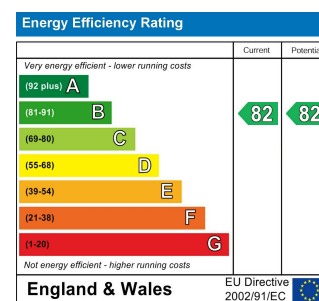 Energy Efficiency Rating
Current Potentia
Very energy efficient - lower running costs
(92 plus) A
(81-91) B 82 82
(69-80) C
(55-68) D
(39-54) E
(21-38) F
(1-20) G
Not energy efficient - higher running costs
England & Wales
EU Directive
2002/91/EC